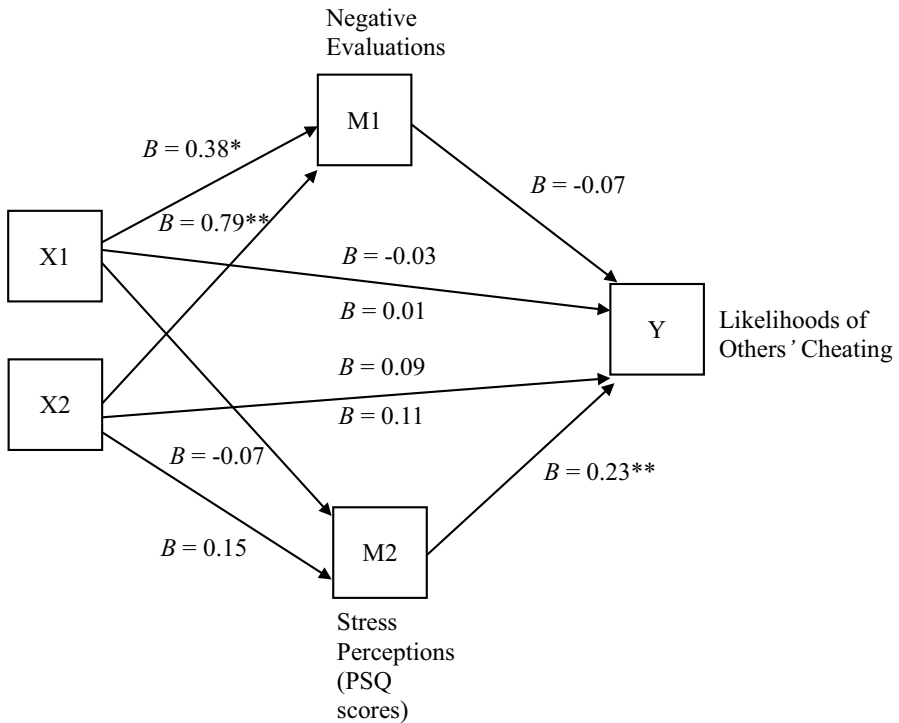 Negative
Evaluations
M1
B = 0.38*
B = -0.07
B = 0.79**
X1
B = -0.03
B = 0.01
Y
Likelihoods of
Others’ Cheating
X2
B = 0.09
B = 0.11
B = -0.07
B = 0.23**
B = 0.15
M2
Stress
Perceptions
(PSQ
scores)